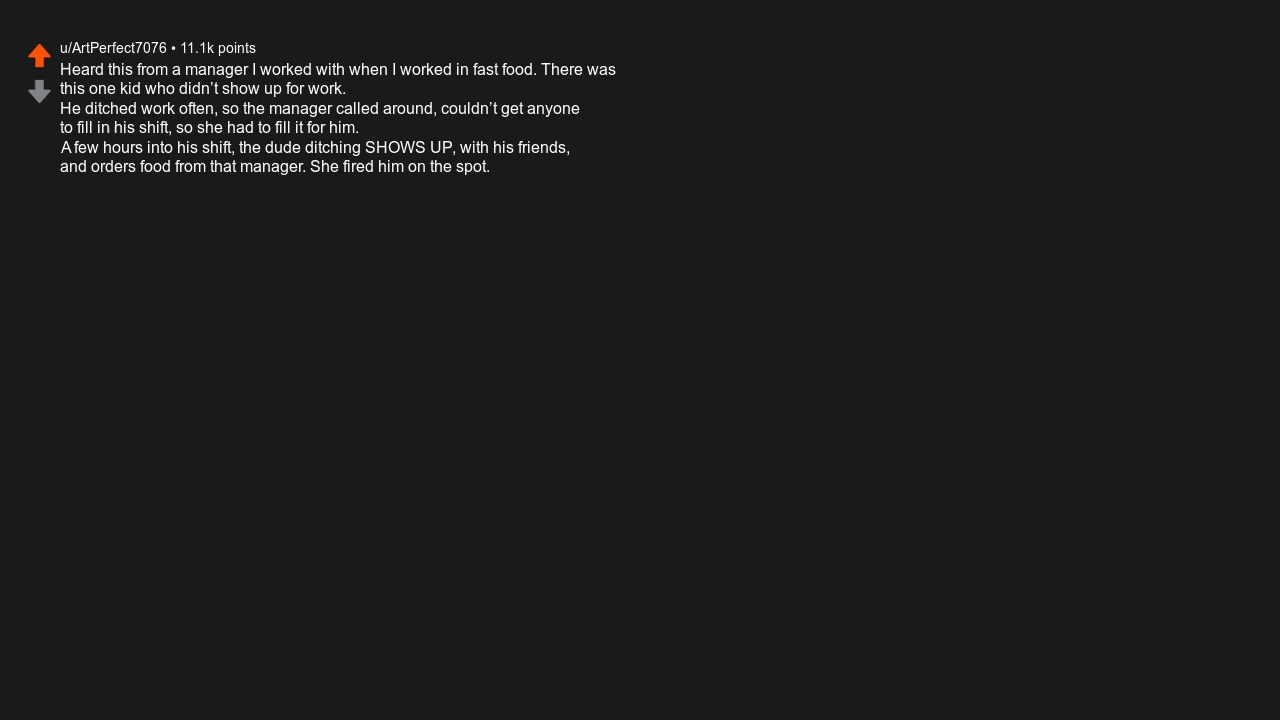 u/ArtPerfect7076 • 11.1k points
Heard this from a manager I worked with when I worked in fast food. There was
this one kid who didn’t show up for work.
He ditched work often, so the manager called around, couldn’t get anyone
to fill in his shift, so she had to fill it for him.
A few hours into his shift, the dude ditching SHOWS UP, with his friends,
and orders food from that manager. She fired him on the spot.